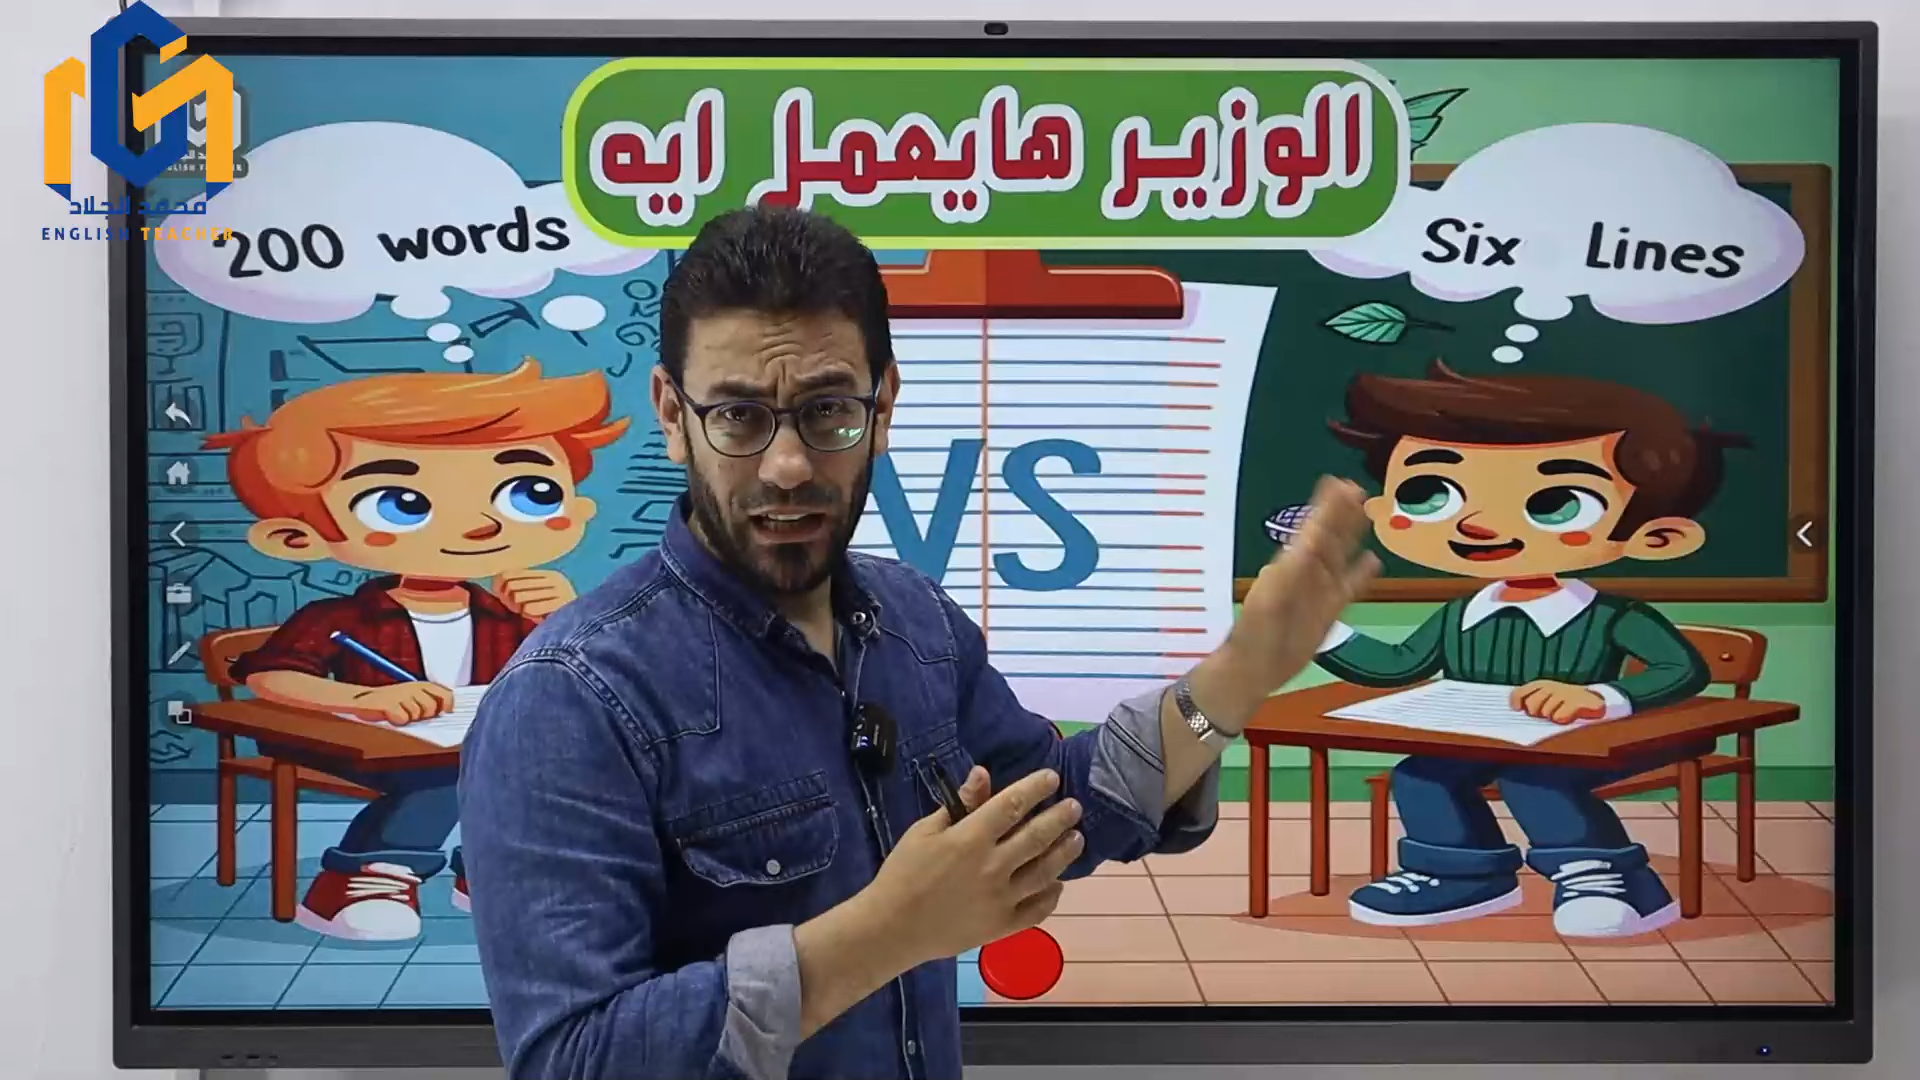 الوزير هايعمل ايه
200 words
Six Lines
VS
محمد الجلاد
ENGLISH TEACHER